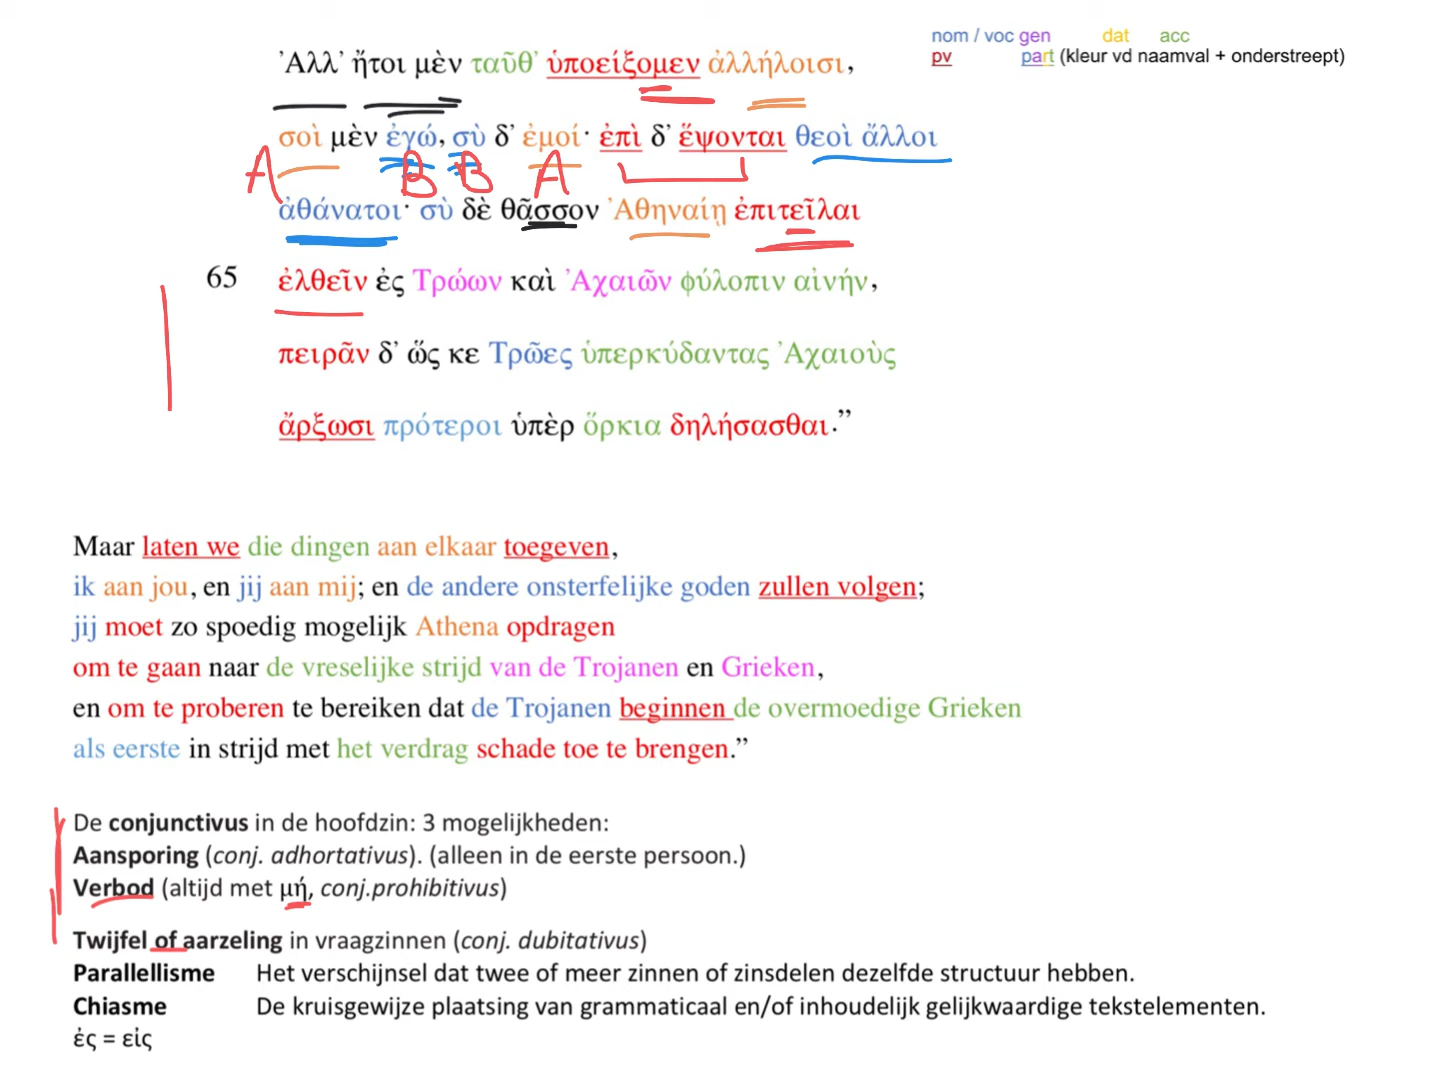 nom / voc gen dat acc
pv part (kleur vd naamval + onderstreept)
Ἀλλ’ ἤτοι μὲν ταῦθ’ ὑποείξομεν ἀλλήλοισι,
σοὶ μὲν ἐγώ, σὺ δ’ ἐμοί· ἐπὶ δ’ ἕψονται θεοὶ ἄλλοι
A B B A
ἀθάνατοι· σὺ δὲ θᾶσσον Ἀθηναίῃ ἐπιτεῖλαι
65 ἐλθεῖν ἐς Τρώων καὶ Ἀχαιῶν φύλοπιν αἰνήν,
πειρᾶν δ’ ὥς κε Τρῶες ὑπερκύδαντας Ἀχαιοὺς
ἄρξωσι πρότεροι ὑπὲρ ὅρκια δηλήσασθαι.”
Maar laten we die dingen aan elkaar toegeven,
ik aan jou, en jij aan mij; en de andere onsterfelijke goden zullen volgen;
jij moet zo spoedig mogelijk Athena opdragen
om te gaan naar de vreselijke strijd van de Trojanen en Grieken,
en om te proberen te bereiken dat de Trojanen beginnen de overmoedige Grieken
als eerste in strijd met het verdrag schade toe te brengen.”
De conjunctivus in de hoofdzin: 3 mogelijkheden:
Aansporing (conj. adhortativus). (alleen in de eerste persoon.)
Verbod (altijd met μή, conj.prohibitivus)
Twijfel of aarzeling in vraagzinnen (conj. dubitativus)
Parallellisme Het verschijnsel dat twee of meer zinnen of zinsdelen dezelfde structuur hebben.
Chiasme De kruisgewijze plaatsing van grammaticaal en/of inhoudelijk gelijkwaardige tekstelementen.
ἐς = εἰς